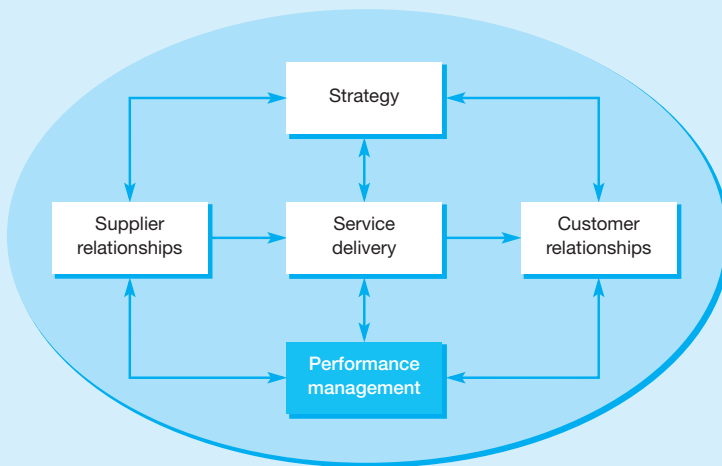 Strategy
Supplier
relationships
Service
delivery
Customer
relationships
Performance
management